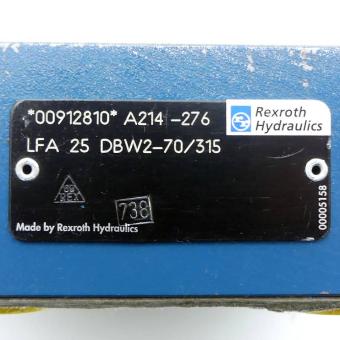 *00912810* A214 -276
Rexroth
Hydraulics
LFA 25 DBW2-70/315
738
Made by Rexroth Hydraulics
00005158